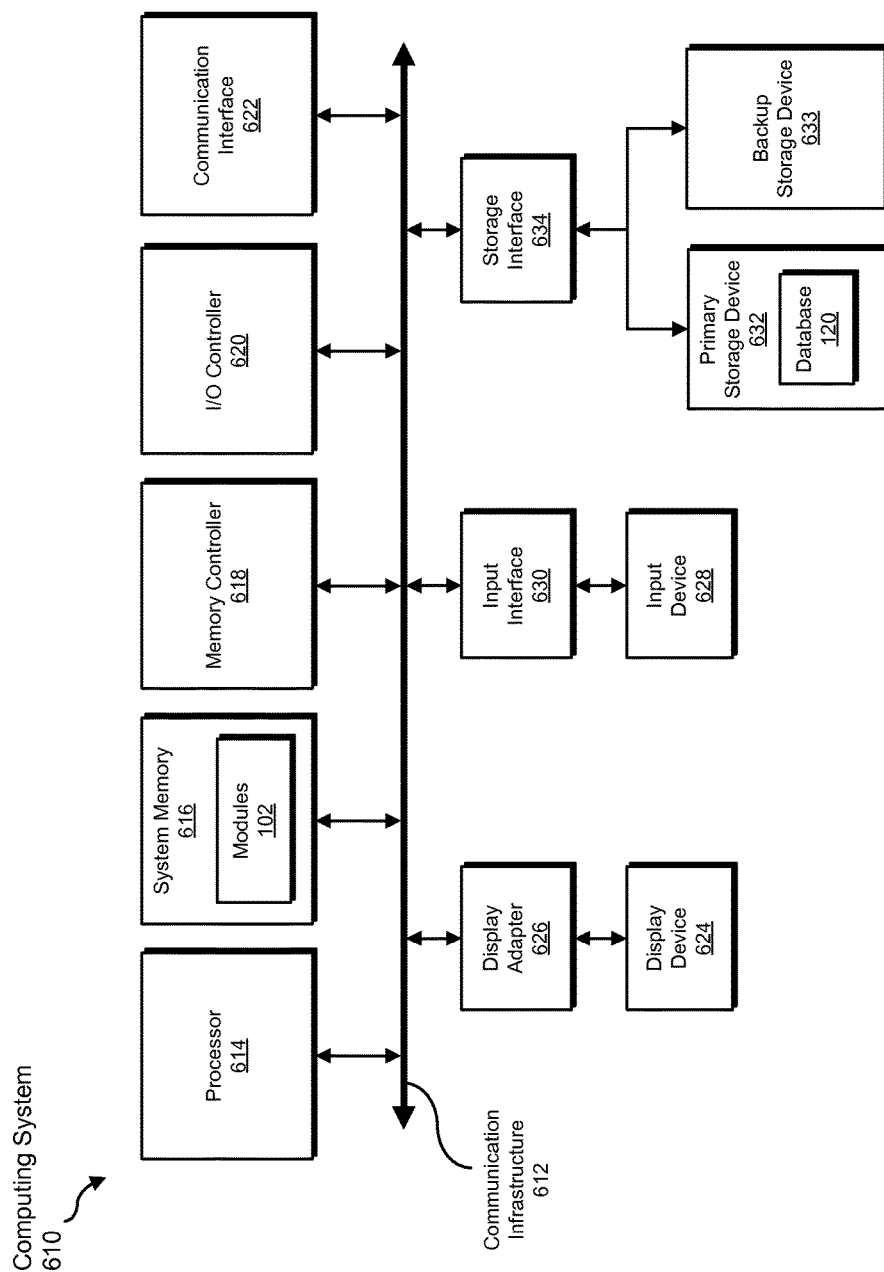 Computing System
610
Processor
614
System Memory
616
Modules
102
Memory Controller
618
I/O Controller
620
Communication
Interface
622
Communication
Infrastructure
612
Display
Adapter
626
Input
Interface
630
Storage
Interface
634
Display
Device
624
Input
Device
628
Primary
Storage Device
632
Database
120
Backup
Storage Device
633